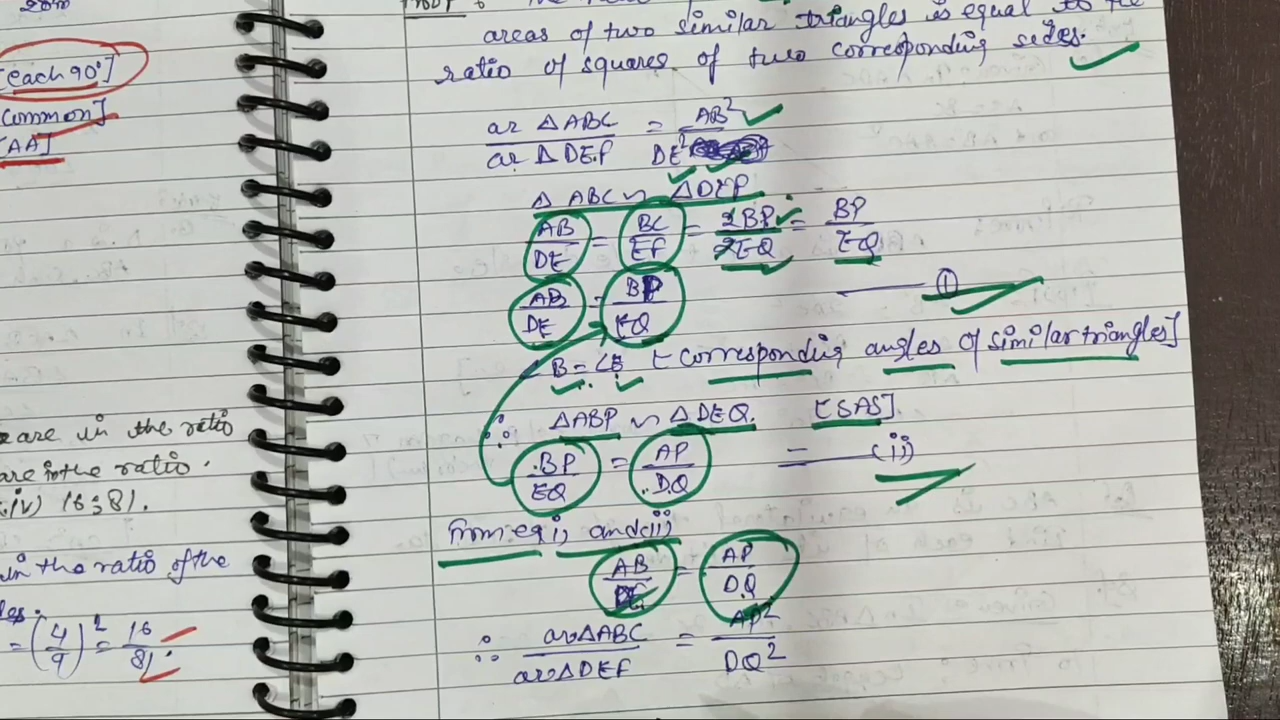 [each 90°]
Common]
[AA]
are in the ratio
are in the ratio.
(iv) 16:81.
in the ratio of the
= (4/9)² = 16/81.
areas of two similar triangles is equal to the
ratio of squares of two corresponding sides.
ar ΔABC / ar ΔDEF = AB² / DE²
Δ ABC ~ ΔDEF
AB/DE = BC/EF = 2BP/2EQ = BP/EQ
AB/DE = BP/EQ —— ①
B = ∠E [corresponding angles of similar triangles]
∴ ΔABP ~ ΔDEQ. [SAS]
BP/EQ = AP/DQ = ——(ii)
from eq i, and (ii)
AB/DE = AP/DQ
∴ arΔABC / arΔDEF = AP² / DQ²